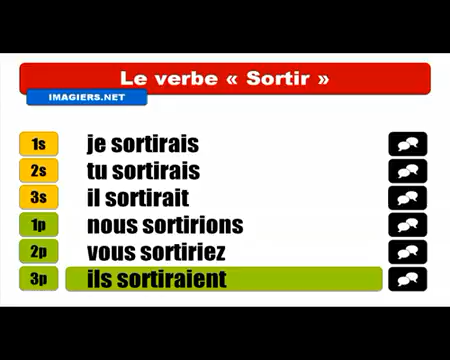 Le verbe « Sortir »
IMAGIERS.NET
1s je sortirais
2s tu sortirais
3s il sortirait
1p nous sortirions
2p vous sortiriez
3p ils sortiraient